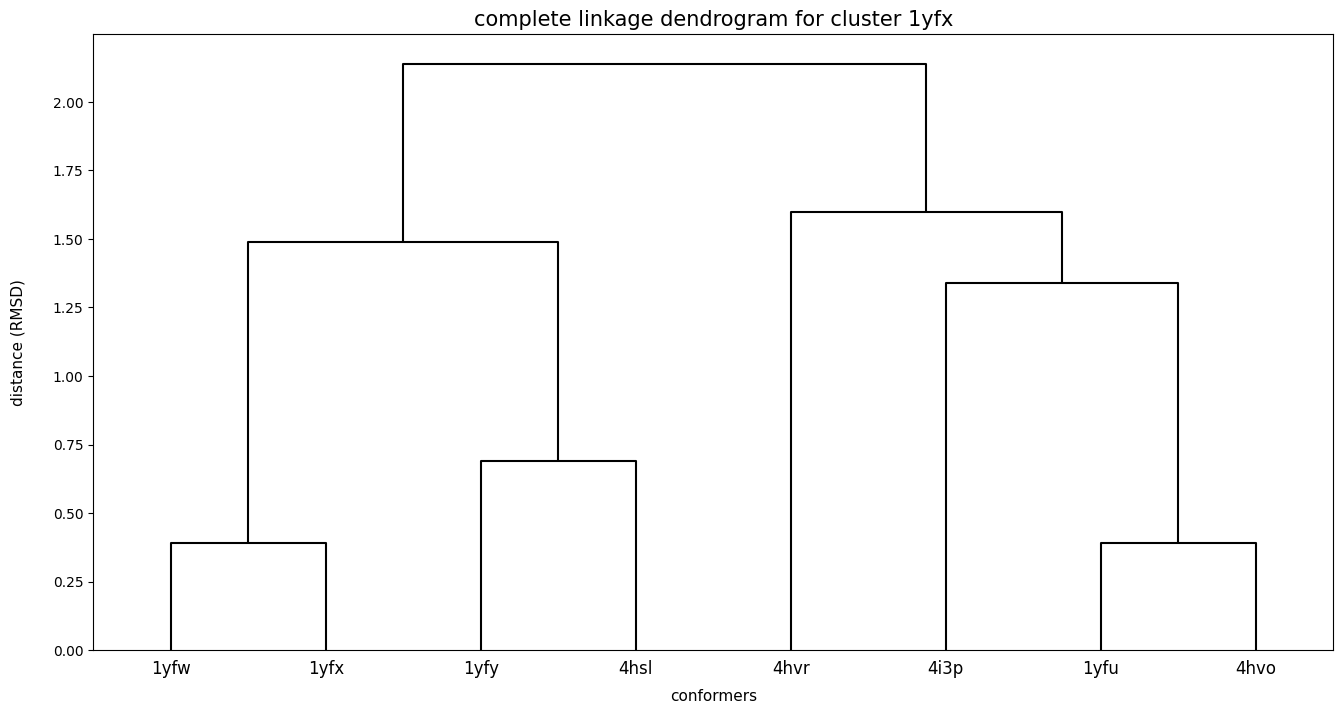 complete linkage dendrogram for cluster 1yfx
2.00
1.75
1.50
1.25
1.00
0.75
0.50
0.25
0.00
distance (RMSD)
1yfw 1yfx 1yfy 4hsl 4hvr 4i3p 1yfu 4hvo
conformers